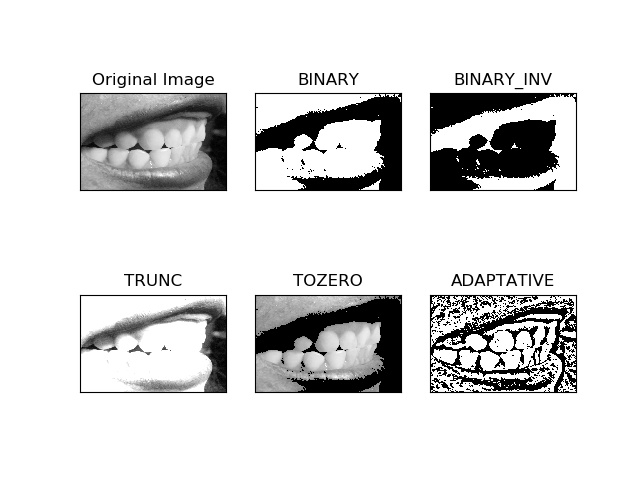 Original Image
BINARY
BINARY_INV
TRUNC
TOZERO
ADAPTATIVE